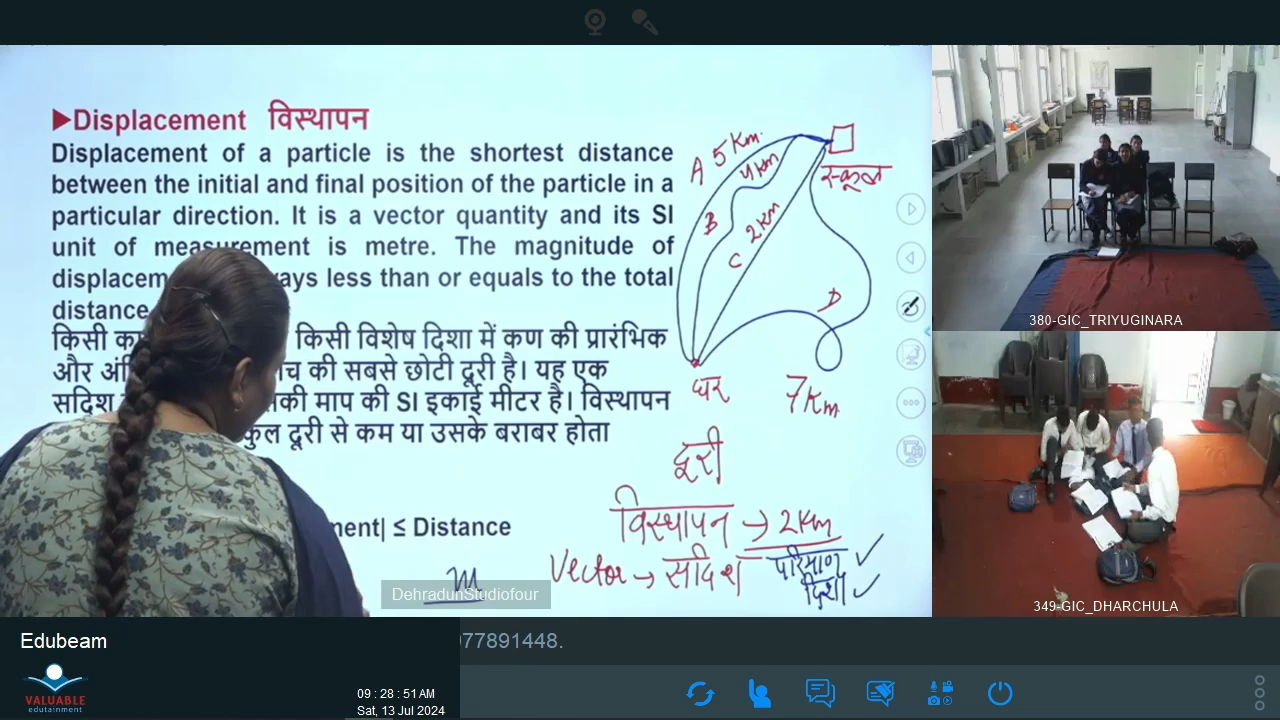 ▶Displacement विस्थापन
Displacement of a particle is the shortest distance
between the initial and final position of the particle in a
particular direction. It is a vector quantity and its SI
unit of measurement is metre. The magnitude of
displacem ays less than or equals to the total
distance
किसी क किसी विशेष दिशा में कण की प्रारंभिक
और अं च की सबसे छोटी दूरी है। यह एक
सदिश सकी माप की SI इकाई मीटर है। विस्थापन
कुल दूरी से कम या उसके बराबर होता
ment| ≤ Distance
m
A 5 Km
4 Km
B
2 Km
C
D
स्कूल
घर
7 Km
दूरी
विस्थापन → 2 Km
Vector → सदिश
परिमाण ✓
दिशा ✓
DehradunStudiofour
380-GIC_TRIYUGINARA
349-GIC_DHARCHULA
Edubeam
977891448.
VALUABLE
edutainment
09 : 28 : 51 AM
Sat, 13 Jul 2024